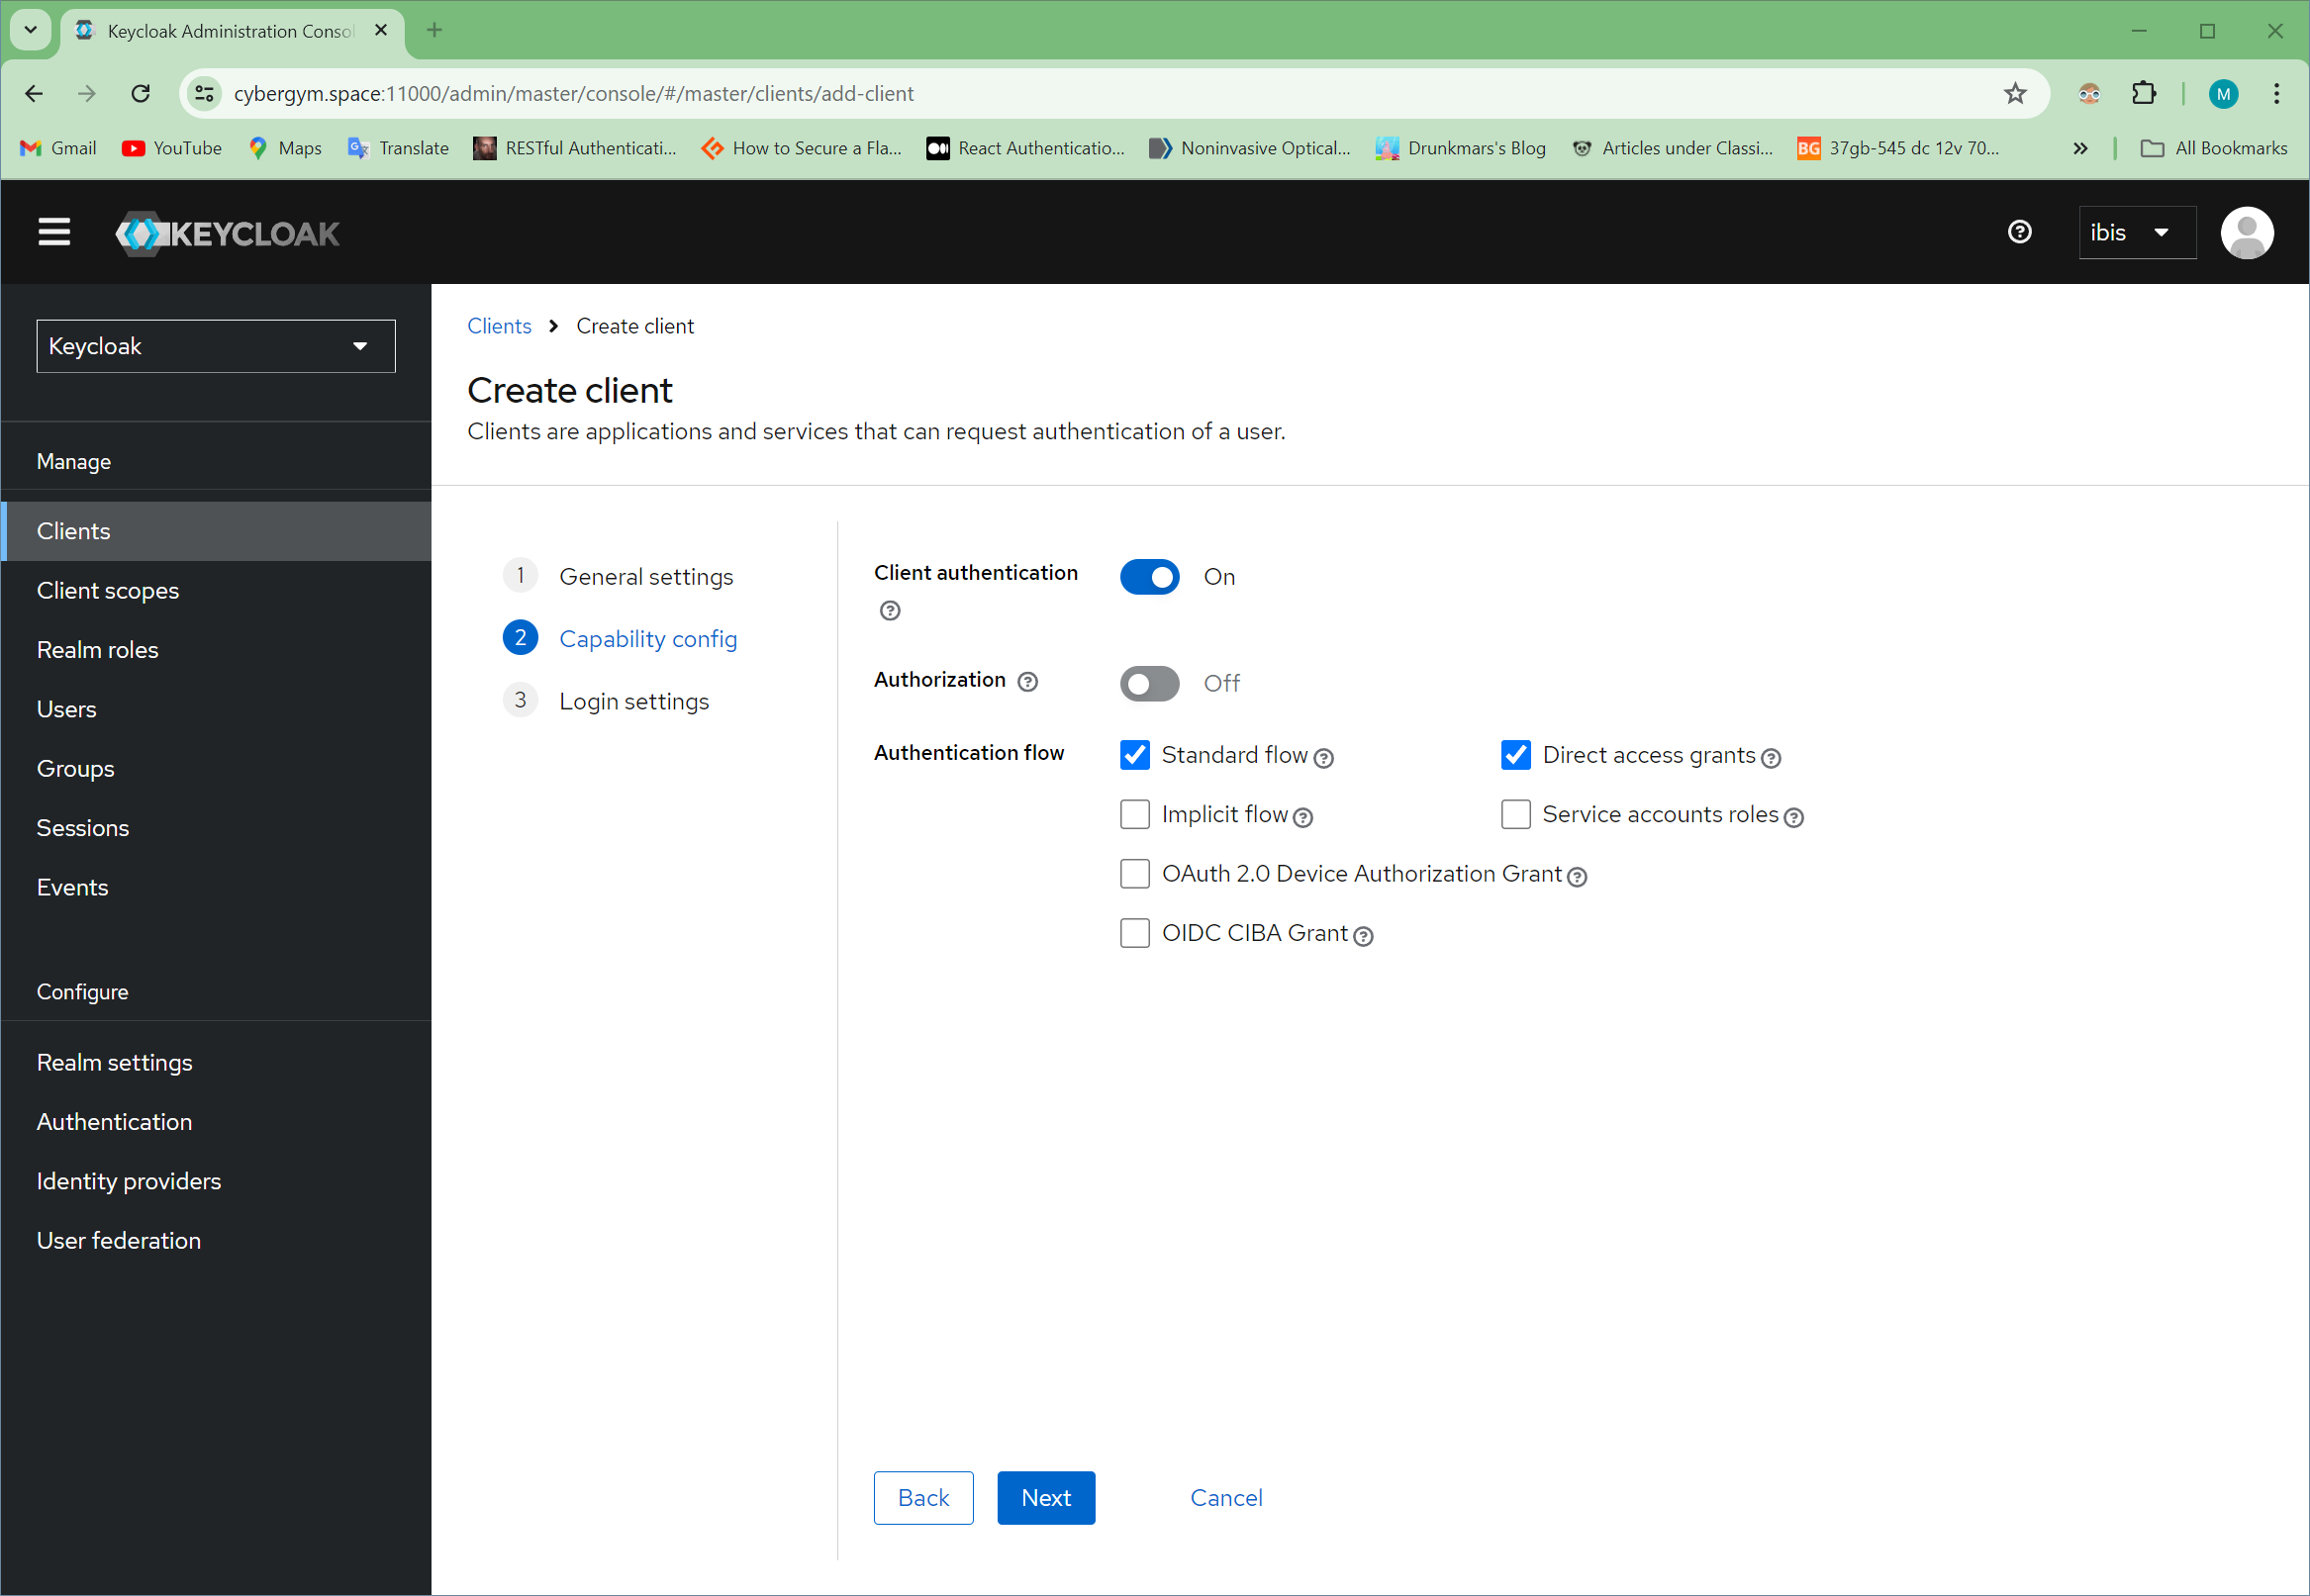 Keycloak Administration Conso
cybergym.space:11000/admin/master/console/#/master/clients/add-client
M
Gmail
YouTube
Maps
Translate
RESTful Authenticati...
How to Secure a Fla...
React Authenticatio...
Noninvasive Optical...
Drunkmars's Blog
Articles under Classi...
BG 37gb-545 dc 12v 70...
»
All Bookmarks
KEYCLOAK
ibis
Keycloak
Manage
Clients
Client scopes
Realm roles
Users
Groups
Sessions
Events
Configure
Realm settings
Authentication
Identity providers
User federation
Clients > Create client
Create client
Clients are applications and services that can request authentication of a user.
1 General settings
2 Capability config
3 Login settings
Client authentication
On
Authorization
Off
Authentication flow
Standard flow
Direct access grants
Implicit flow
Service accounts roles
OAuth 2.0 Device Authorization Grant
OIDC CIBA Grant
Back
Next
Cancel